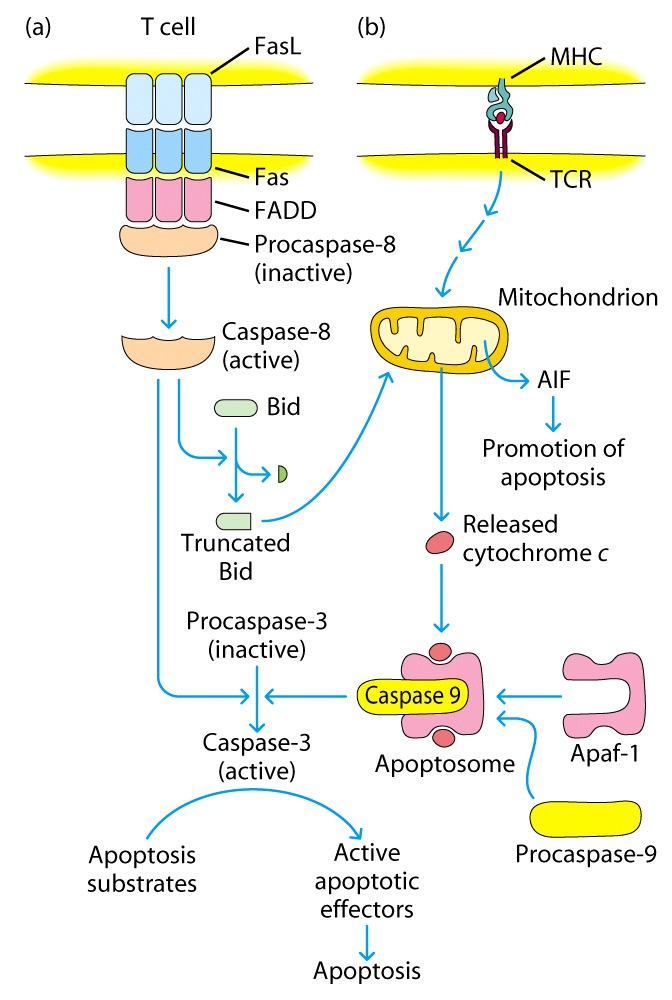 (a)
T cell
FasL
Fas
FADD
Procaspase-8
(inactive)
Caspase-8
(active)
Bid
Truncated
Bid
Procaspase-3
(inactive)
Caspase-3
(active)
Apoptosis
substrates
Active
apoptotic
effectors
Apoptosis
(b)
MHC
TCR
Mitochondrion
AIF
Promotion of
apoptosis
Released
cytochrome c
Caspase 9
Apoptosome
Apaf-1
Procaspase-9